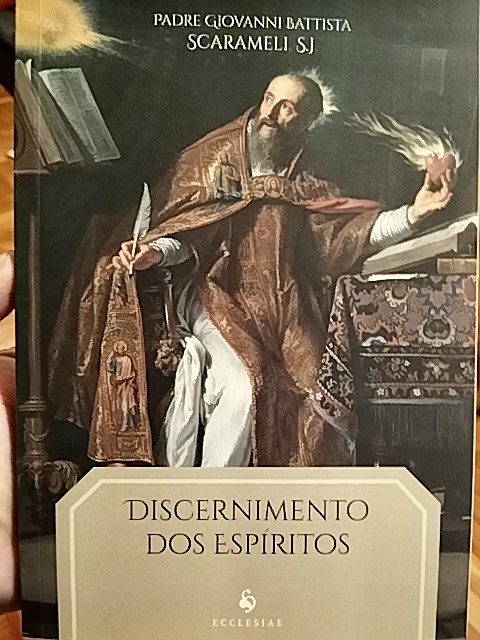 PADRE GIOVANNI BATTISTA
SCARAMELI, S.J.
DISCERNIMENTO
DOS ESPÍRITOS
ECCLESIAE